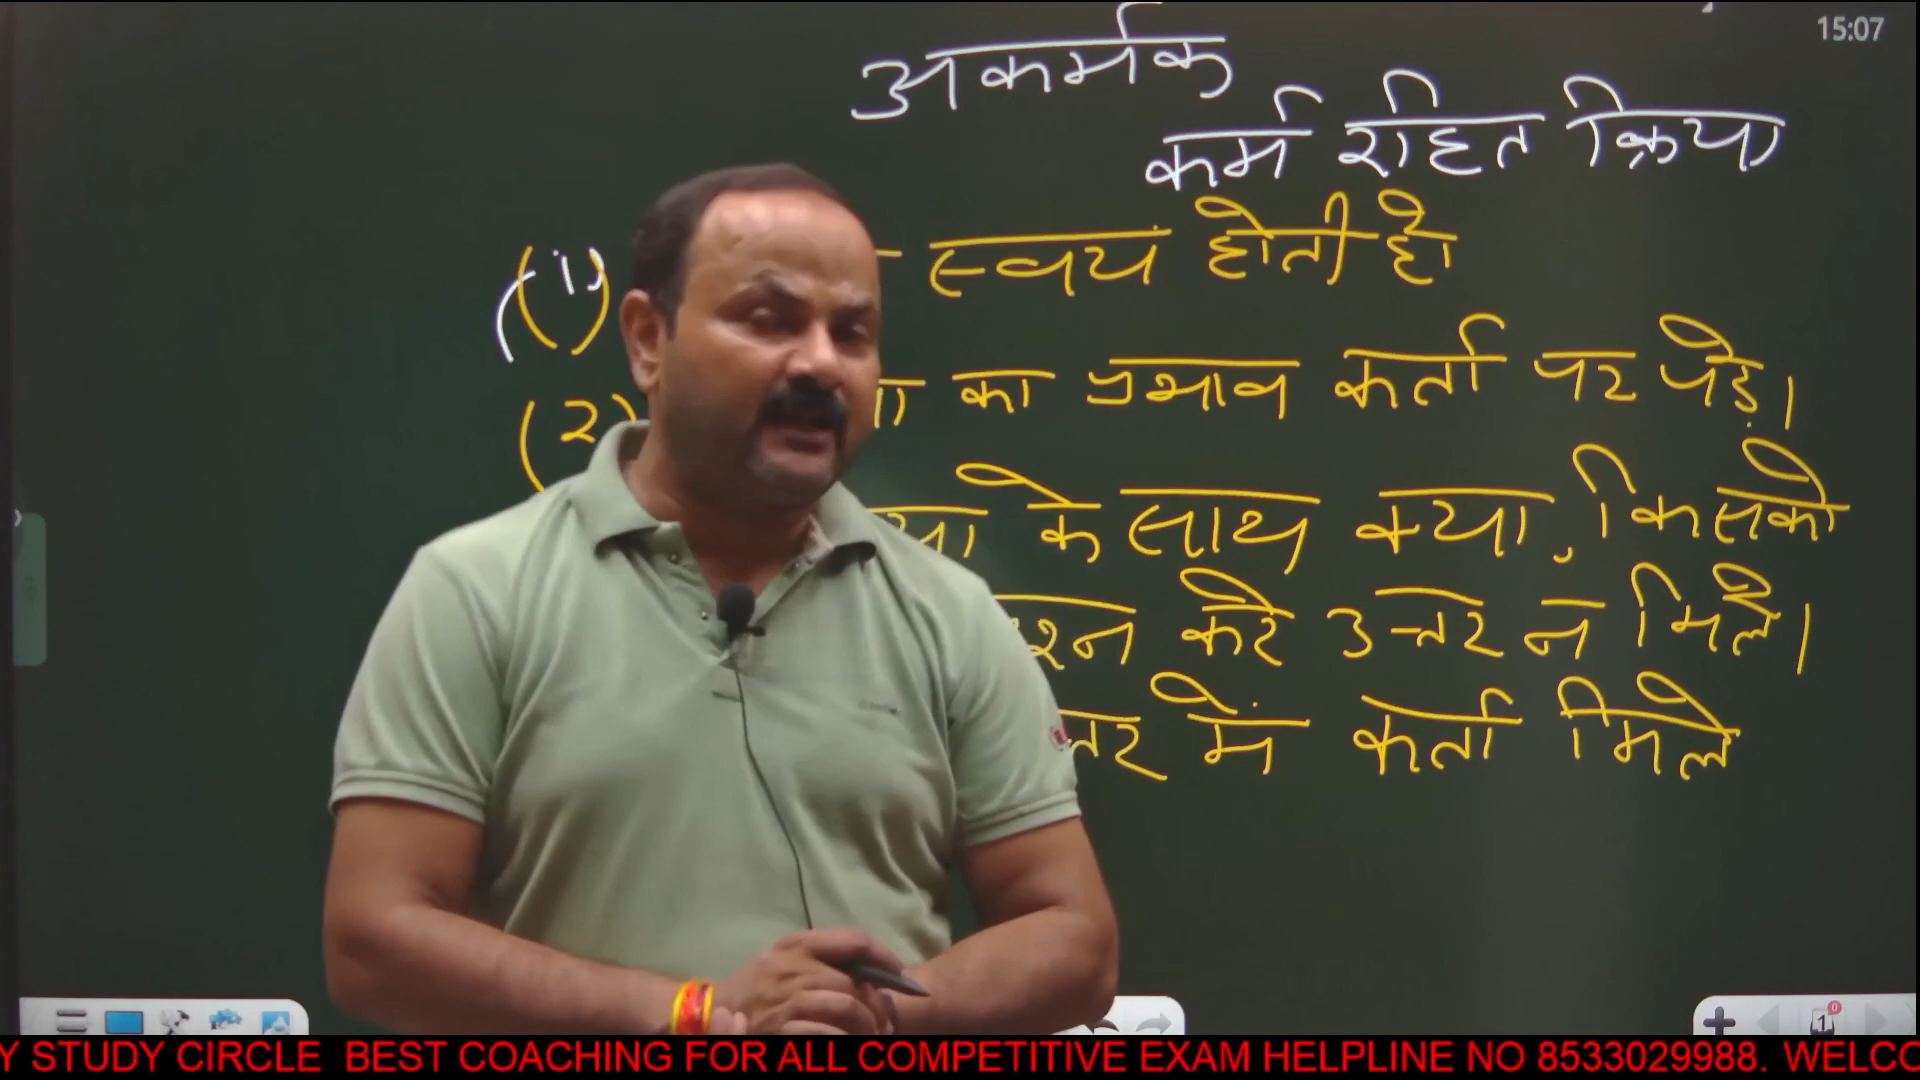 15:07
अकर्मक
कर्म रहित क्रिया
(1) स्वयं होती हो
(2) का प्रभाव कर्ता पर पड़े।
के साथ क्या, किसको
करे उत्तर न मिले।
में कर्ता मिले
1
Y STUDY CIRCLE BEST COACHING FOR ALL COMPETITIVE EXAM HELPLINE NO 8533029988. WELCO